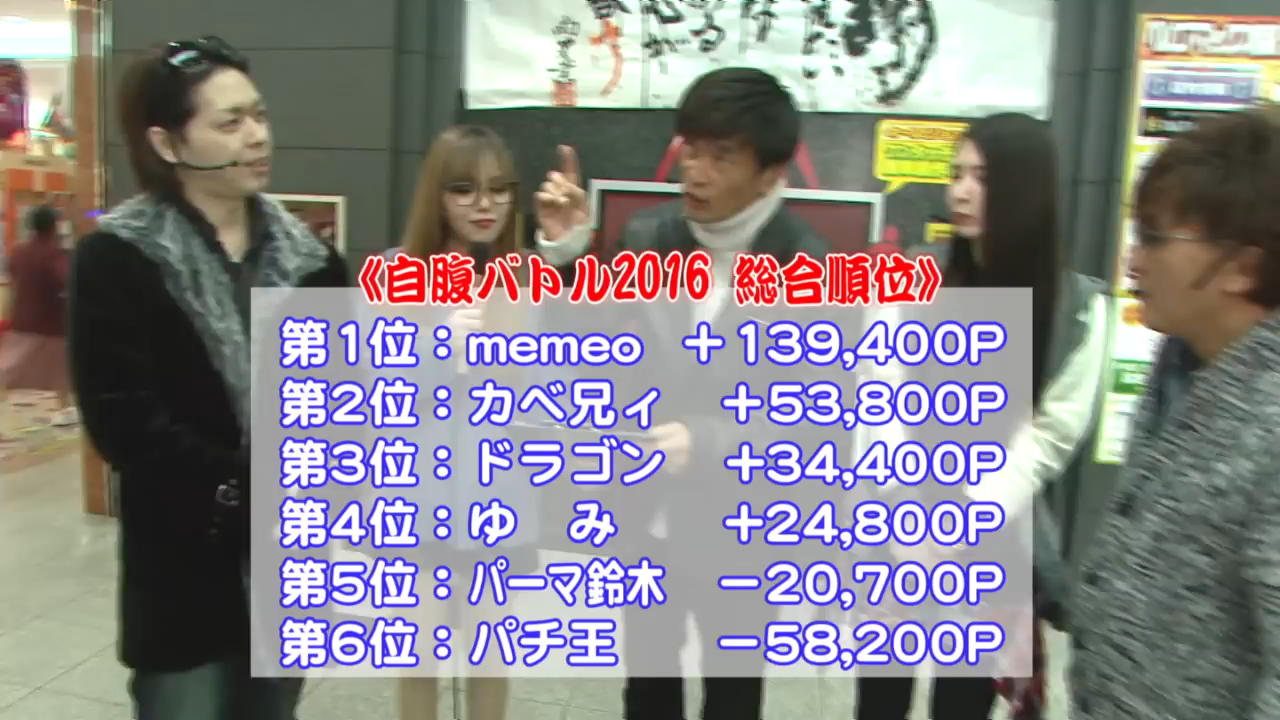 《自腹バトル2016 総合順位》
第1位：memeo ＋139,400P
第2位：カベ兄ィ ＋53,800P
第3位：ドラゴン ＋34,400P
第4位：ゆ み ＋24,800P
第5位：パーマ鈴木 －20,700P
第6位：パチ王 －58,200P